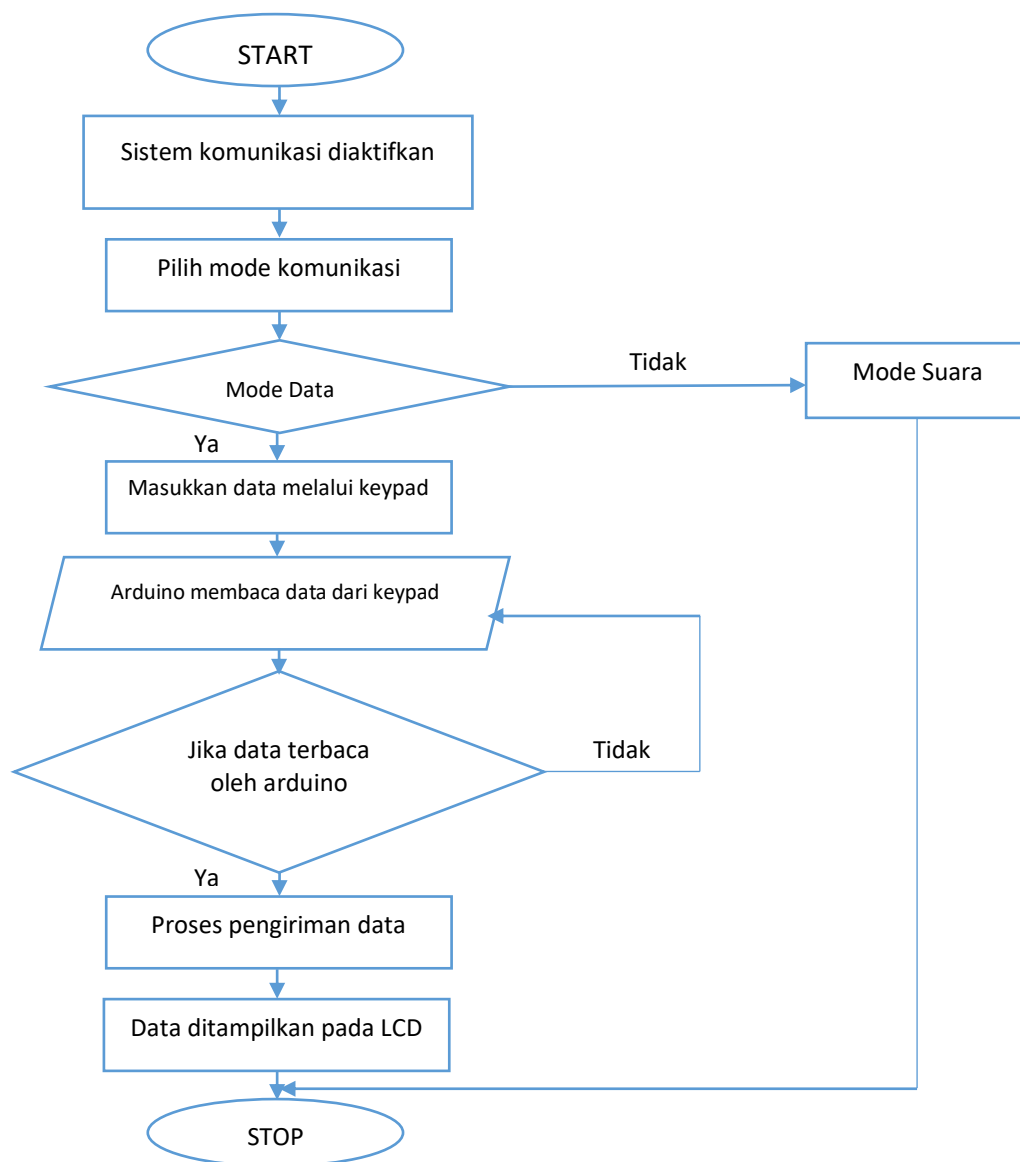 START
Sistem komunikasi diaktifkan
Pilih mode komunikasi
Tidak
Mode Suara
Mode Data
Ya
Masukkan data melalui keypad
Arduino membaca data dari keypad
Jika data terbaca
oleh arduino
Tidak
Ya
Proses pengiriman data
Data ditampilkan pada LCD
STOP